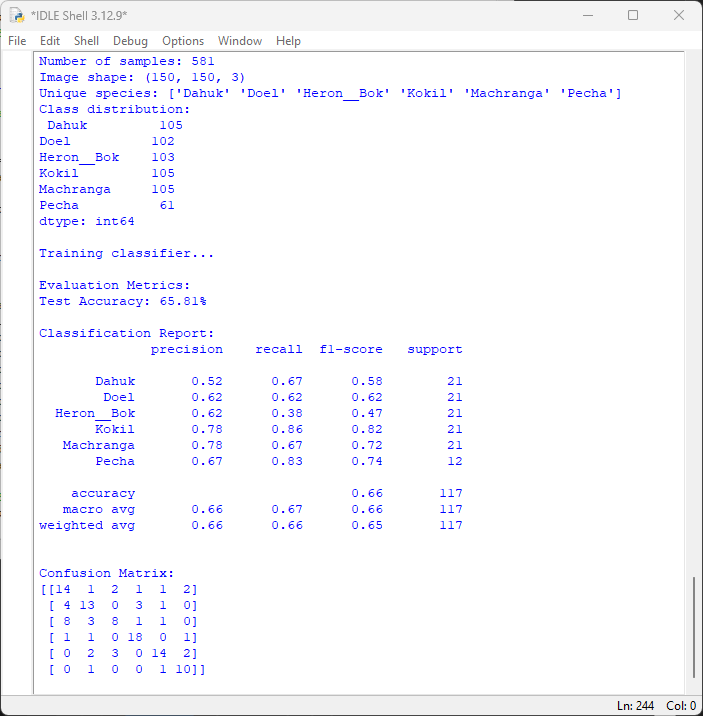 *IDLE Shell 3.12.9*
File Edit Shell Debug Options Window Help
Number of samples: 581
Image shape: (150, 150, 3)
Unique species: ['Dahuk' 'Doel' 'Heron__Bok' 'Kokil' 'Machranga' 'Pecha']
Class distribution:
 Dahuk         105
Doel          102
Heron__Bok    103
Kokil         105
Machranga     105
Pecha          61
dtype: int64

Training classifier...

Evaluation Metrics:
Test Accuracy: 65.81%

Classification Report:
              precision    recall  f1-score   support

       Dahuk       0.52      0.67      0.58        21
        Doel       0.62      0.62      0.62        21
  Heron__Bok       0.62      0.38      0.47        21
       Kokil       0.78      0.86      0.82        21
   Machranga       0.78      0.67      0.72        21
       Pecha       0.67      0.83      0.74        12

    accuracy                           0.66       117
   macro avg       0.66      0.67      0.66       117
weighted avg       0.66      0.66      0.65       117


Confusion Matrix:
[[14  1  2  1  1  2]
 [ 4 13  0  3  1  0]
 [ 8  3  8  1  1  0]
 [ 1  1  0 18  0  1]
 [ 0  2  3  0 14  2]
 [ 0  1  0  0  1 10]]
Ln: 244 Col: 0